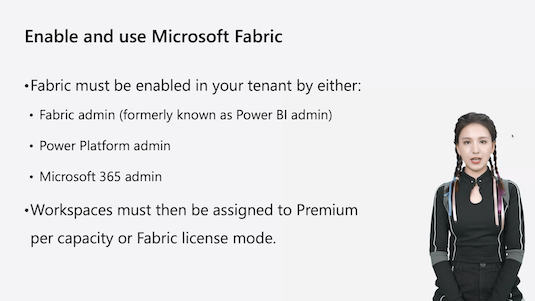 Enable and use Microsoft Fabric
•Fabric must be enabled in your tenant by either:
• Fabric admin (formerly known as Power BI admin)
• Power Platform admin
• Microsoft 365 admin
•Workspaces must then be assigned to Premium
per capacity or Fabric license mode.